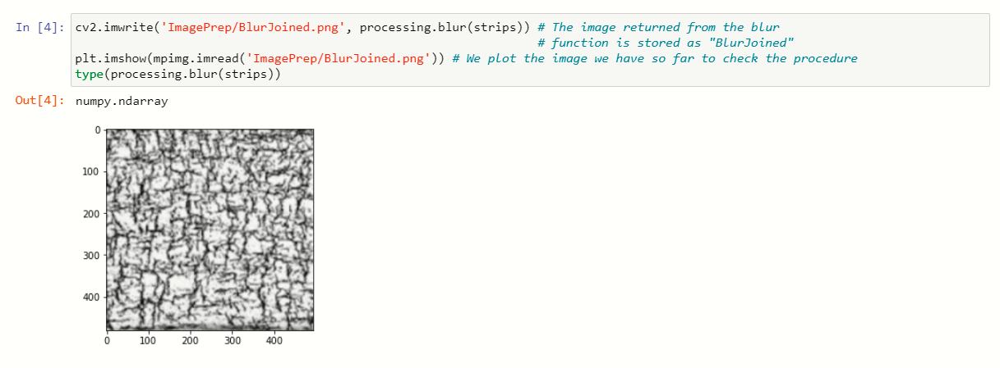 In [4]: cv2.imwrite('ImagePrep/BlurJoined.png', processing.blur(strips)) # The image returned from the blur
# function is stored as "BlurJoined"
plt.imshow(mpimg.imread('ImagePrep/BlurJoined.png')) # We plot the image we have so far to check the procedure
type(processing.blur(strips))
Out[4]: numpy.ndarray
0
100
200
300
400
0 100 200 300 400